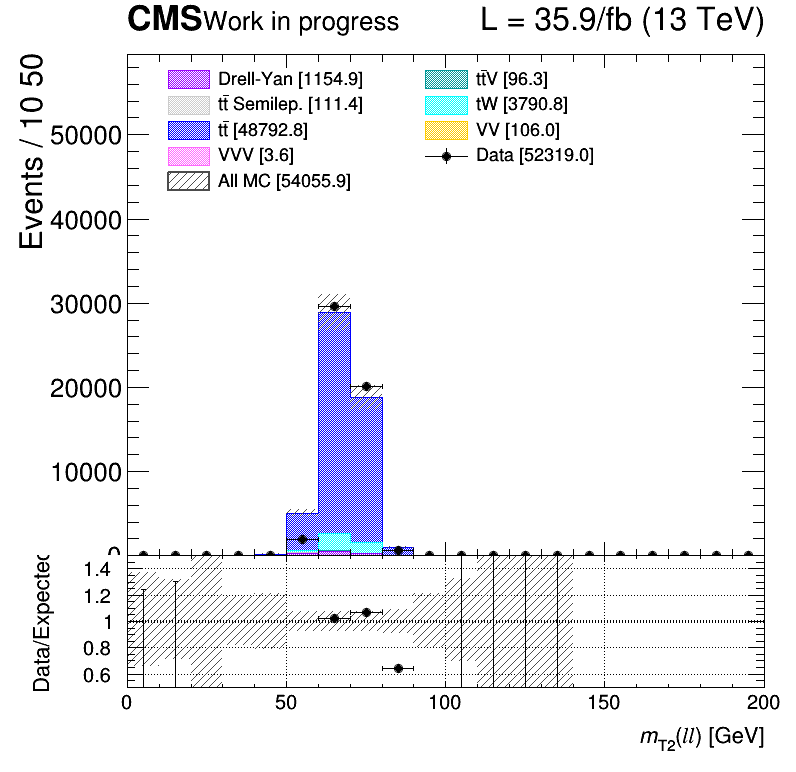 CMS Work in progress L = 35.9/fb (13 TeV)
Events / 10 50
Drell-Yan [1154.9]
tt̄ Semilep. [111.4]
tt̄ [48792.8]
VVV [3.6]
All MC [54055.9]
tt̄V [96.3]
tW [3790.8]
VV [106.0]
Data [52319.0]
50000
40000
30000
20000
10000
0
Data/Expected
1.4
1.2
1
0.8
0.6
0 50 100 150 200
m_T2(ll) [GeV]